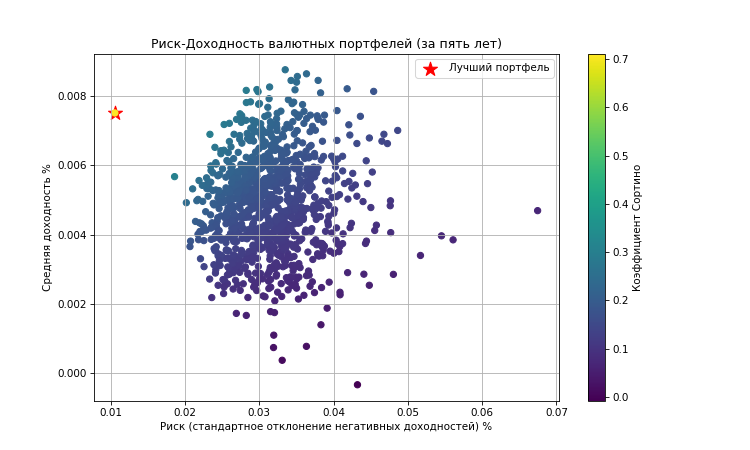 Риск-Доходность валютных портфелей (за пять лет)
Лучший портфель
Средняя доходность %
0.008
0.006
0.004
0.002
0.000
0.01 0.02 0.03 0.04 0.05 0.06 0.07
Риск (стандартное отклонение негативных доходностей) %
0.7
0.6
0.5
0.4
0.3
0.2
0.1
0.0
Коэффициент Сортино